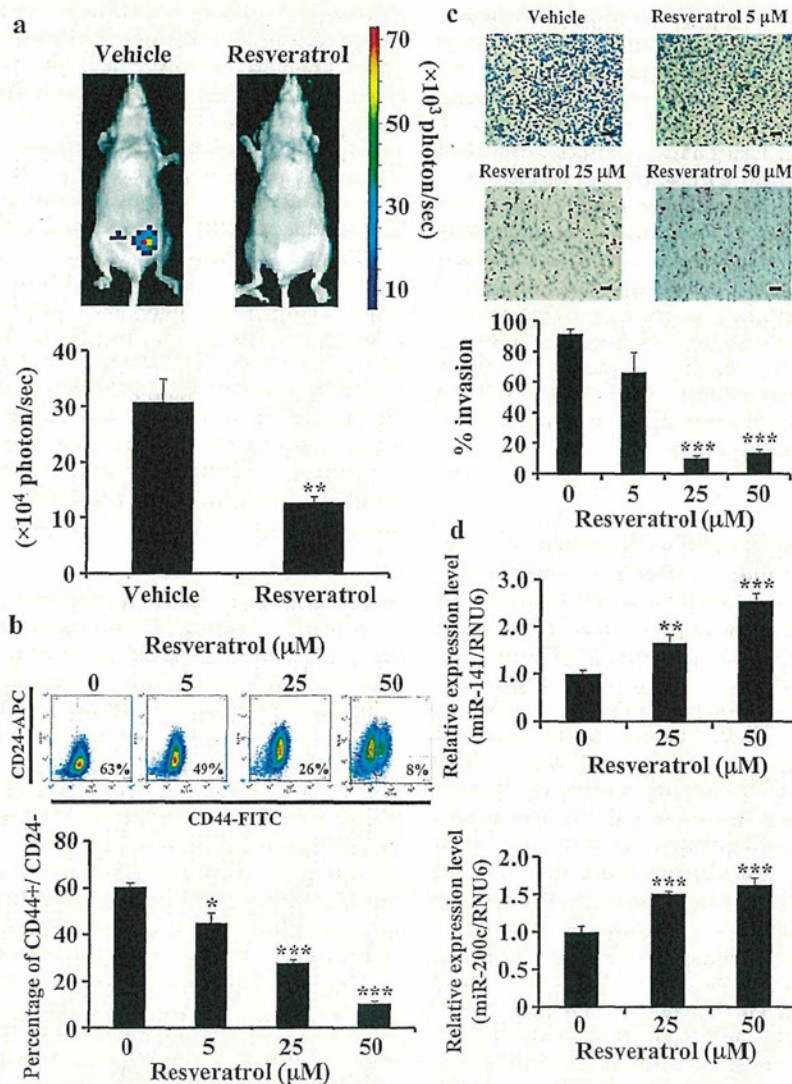 a
Vehicle
Resveratrol
70
50
30
10
(×10³ photon/sec)
40
30
20
10
0
(×10⁴ photon/sec)
**
Vehicle
Resveratrol
b
Resveratrol (µM)
0
5
25
50
CD24-APC
63%
49%
26%
8%
CD44-FITC
Percentage of CD44+/ CD24-
80
60
40
20
0
*
***
***
0
5
25
50
Resveratrol (µM)
c
Vehicle
Resveratrol 5 µM
Resveratrol 25 µM
Resveratrol 50 µM
% invasion
100
80
60
40
20
0
***
***
0
5
25
50
Resveratrol (µM)
d
Relative expression level
(miR-141/RNU6)
3.0
2.0
1.0
0
**
***
0
25
50
Resveratrol (µM)
Relative expression level
(miR-200c/RNU6)
2.0
1.5
1.0
0.5
0
***
***
0
25
50
Resveratrol (µM)